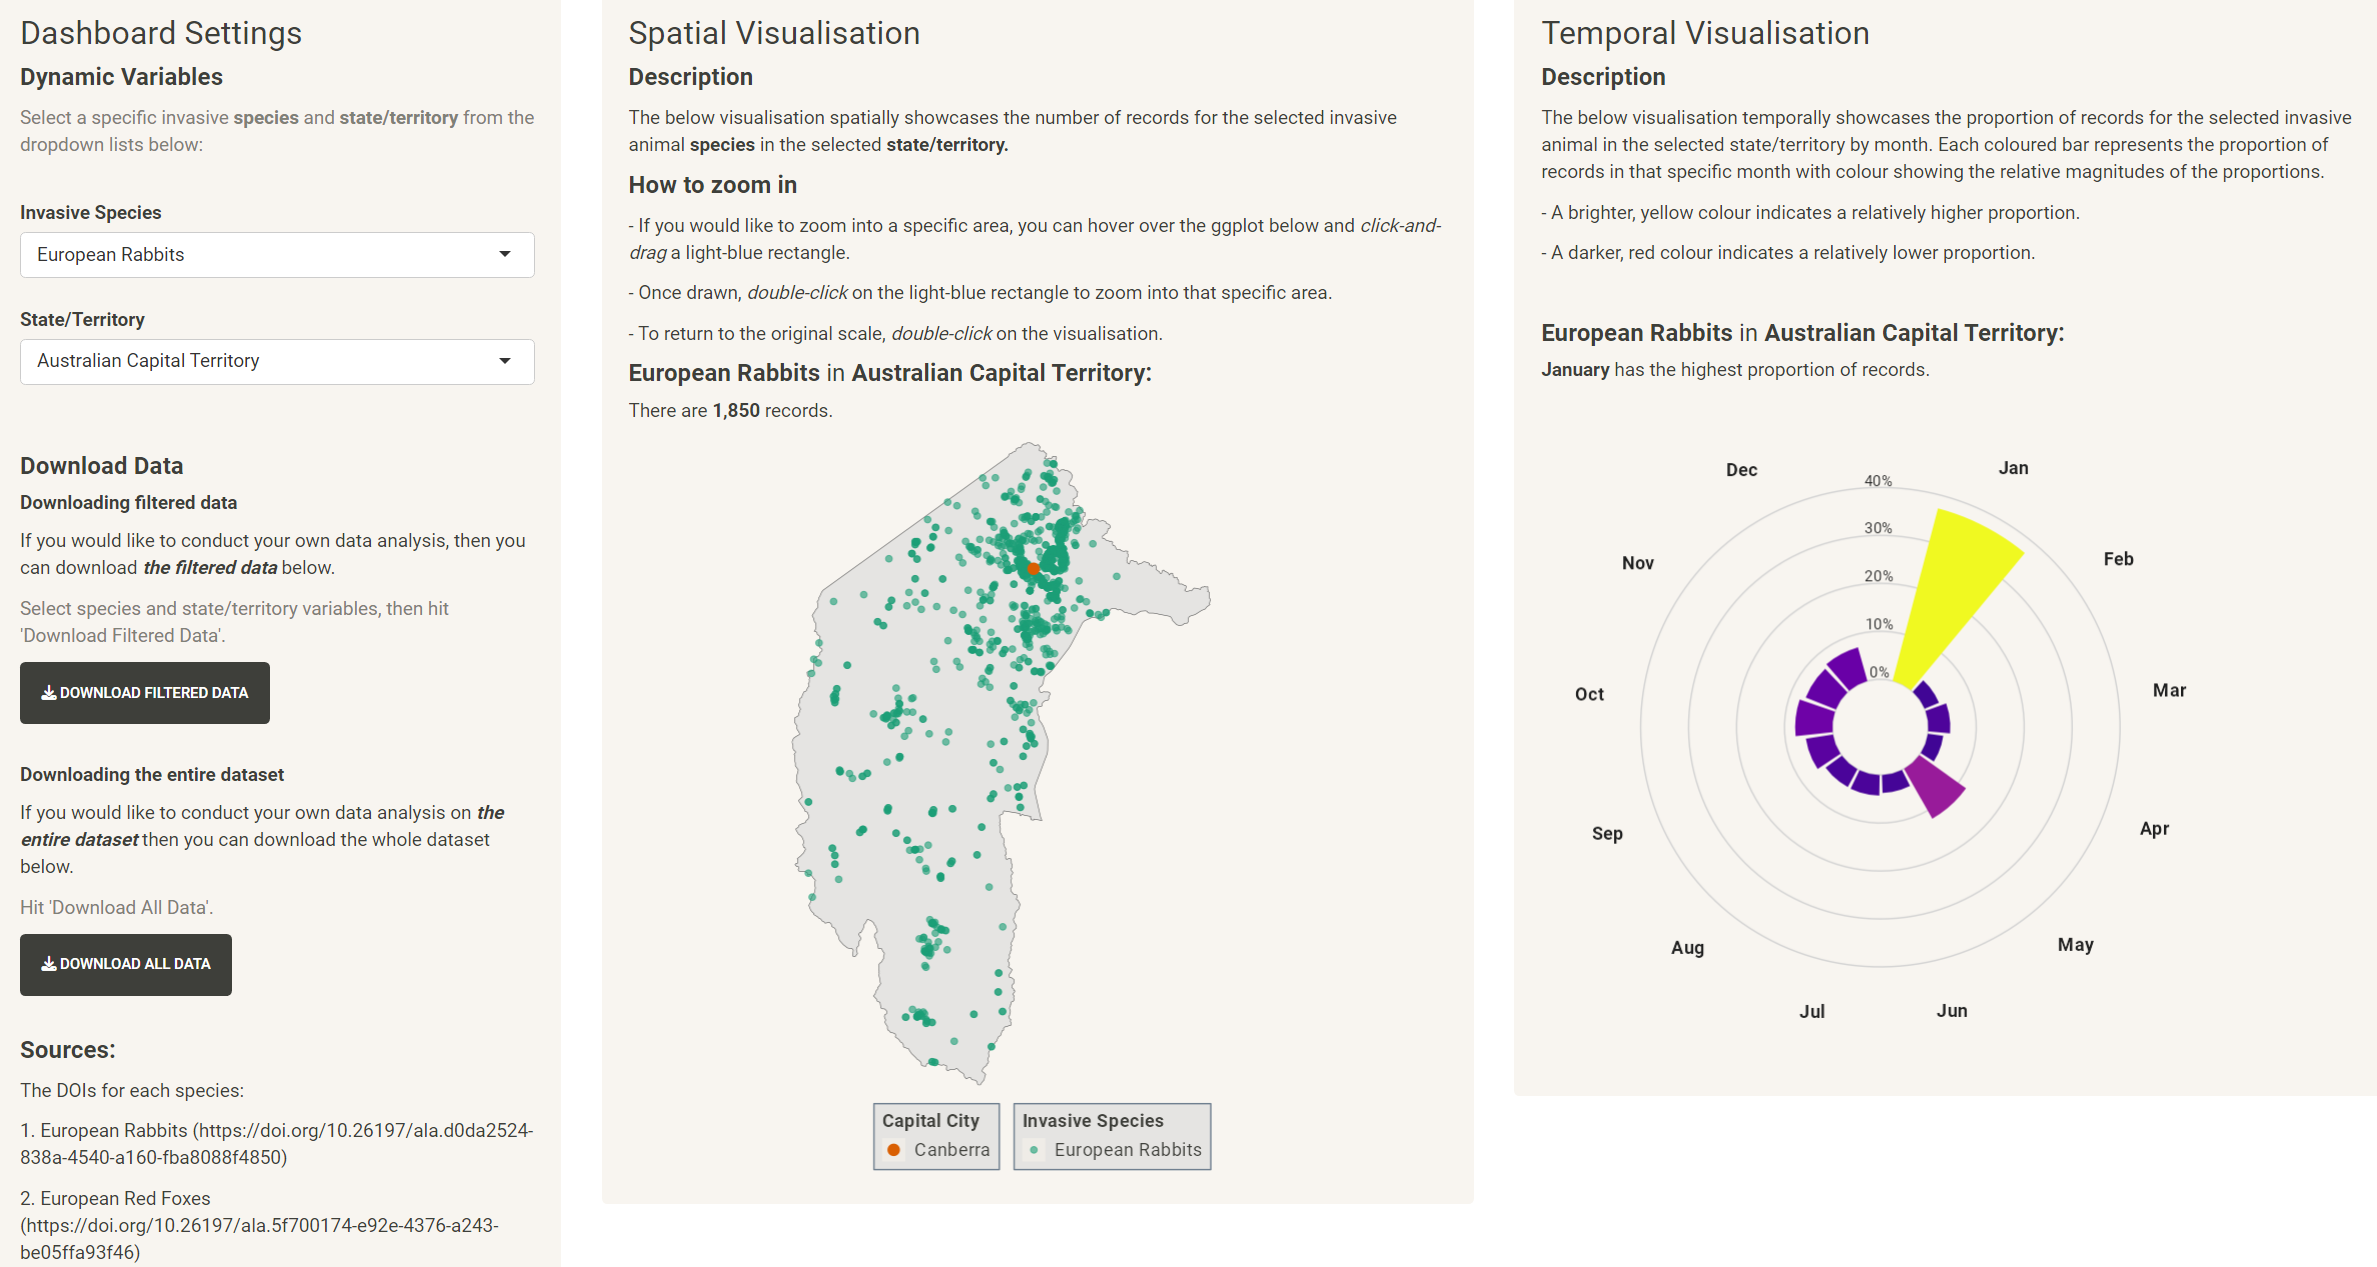 Dashboard Settings
Dynamic Variables
Select a specific invasive species and state/territory from the
dropdown lists below:
Invasive Species
European Rabbits
State/Territory
Australian Capital Territory
Download Data
Downloading filtered data
If you would like to conduct your own data analysis, then you
can download the filtered data below.
Select species and state/territory variables, then hit
'Download Filtered Data'.
DOWNLOAD FILTERED DATA
Downloading the entire dataset
If you would like to conduct your own data analysis on the
entire dataset then you can download the whole dataset
below.
Hit 'Download All Data'.
DOWNLOAD ALL DATA
Sources:
The DOIs for each species:
1. European Rabbits (https://doi.org/10.26197/ala.d0da2524-
838a-4540-a160-fba8088f4850)
2. European Red Foxes
(https://doi.org/10.26197/ala.5f700174-e92e-4376-a243-
be05ffa93f46)
Spatial Visualisation
Description
The below visualisation spatially showcases the number of records for the selected invasive
animal species in the selected state/territory.
How to zoom in
- If you would like to zoom into a specific area, you can hover over the ggplot below and click-and-
drag a light-blue rectangle.
- Once drawn, double-click on the light-blue rectangle to zoom into that specific area.
- To return to the original scale, double-click on the visualisation.
European Rabbits in Australian Capital Territory:
There are 1,850 records.
Capital City
Canberra
Invasive Species
European Rabbits
Temporal Visualisation
Description
The below visualisation temporally showcases the proportion of records for the selected invasive
animal in the selected state/territory by month. Each coloured bar represents the proportion of
records in that specific month with colour showing the relative magnitudes of the proportions.
- A brighter, yellow colour indicates a relatively higher proportion.
- A darker, red colour indicates a relatively lower proportion.
European Rabbits in Australian Capital Territory:
January has the highest proportion of records.
Jan
Feb
Mar
Apr
May
Jun
Jul
Aug
Sep
Oct
Nov
Dec
40%
30%
20%
10%
0%